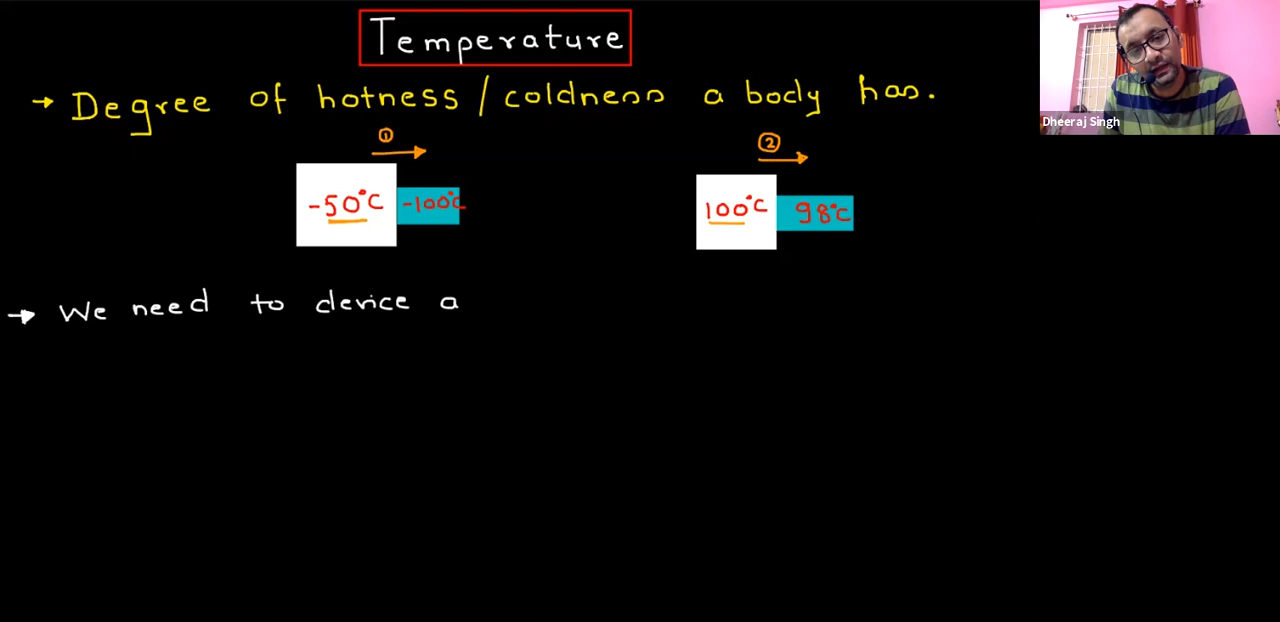 Temperature
→ Degree of hotness / coldness a body has.
Dheeraj Singh
① ②
-50°C -100°C 100°C 98°C
→ We need to device a